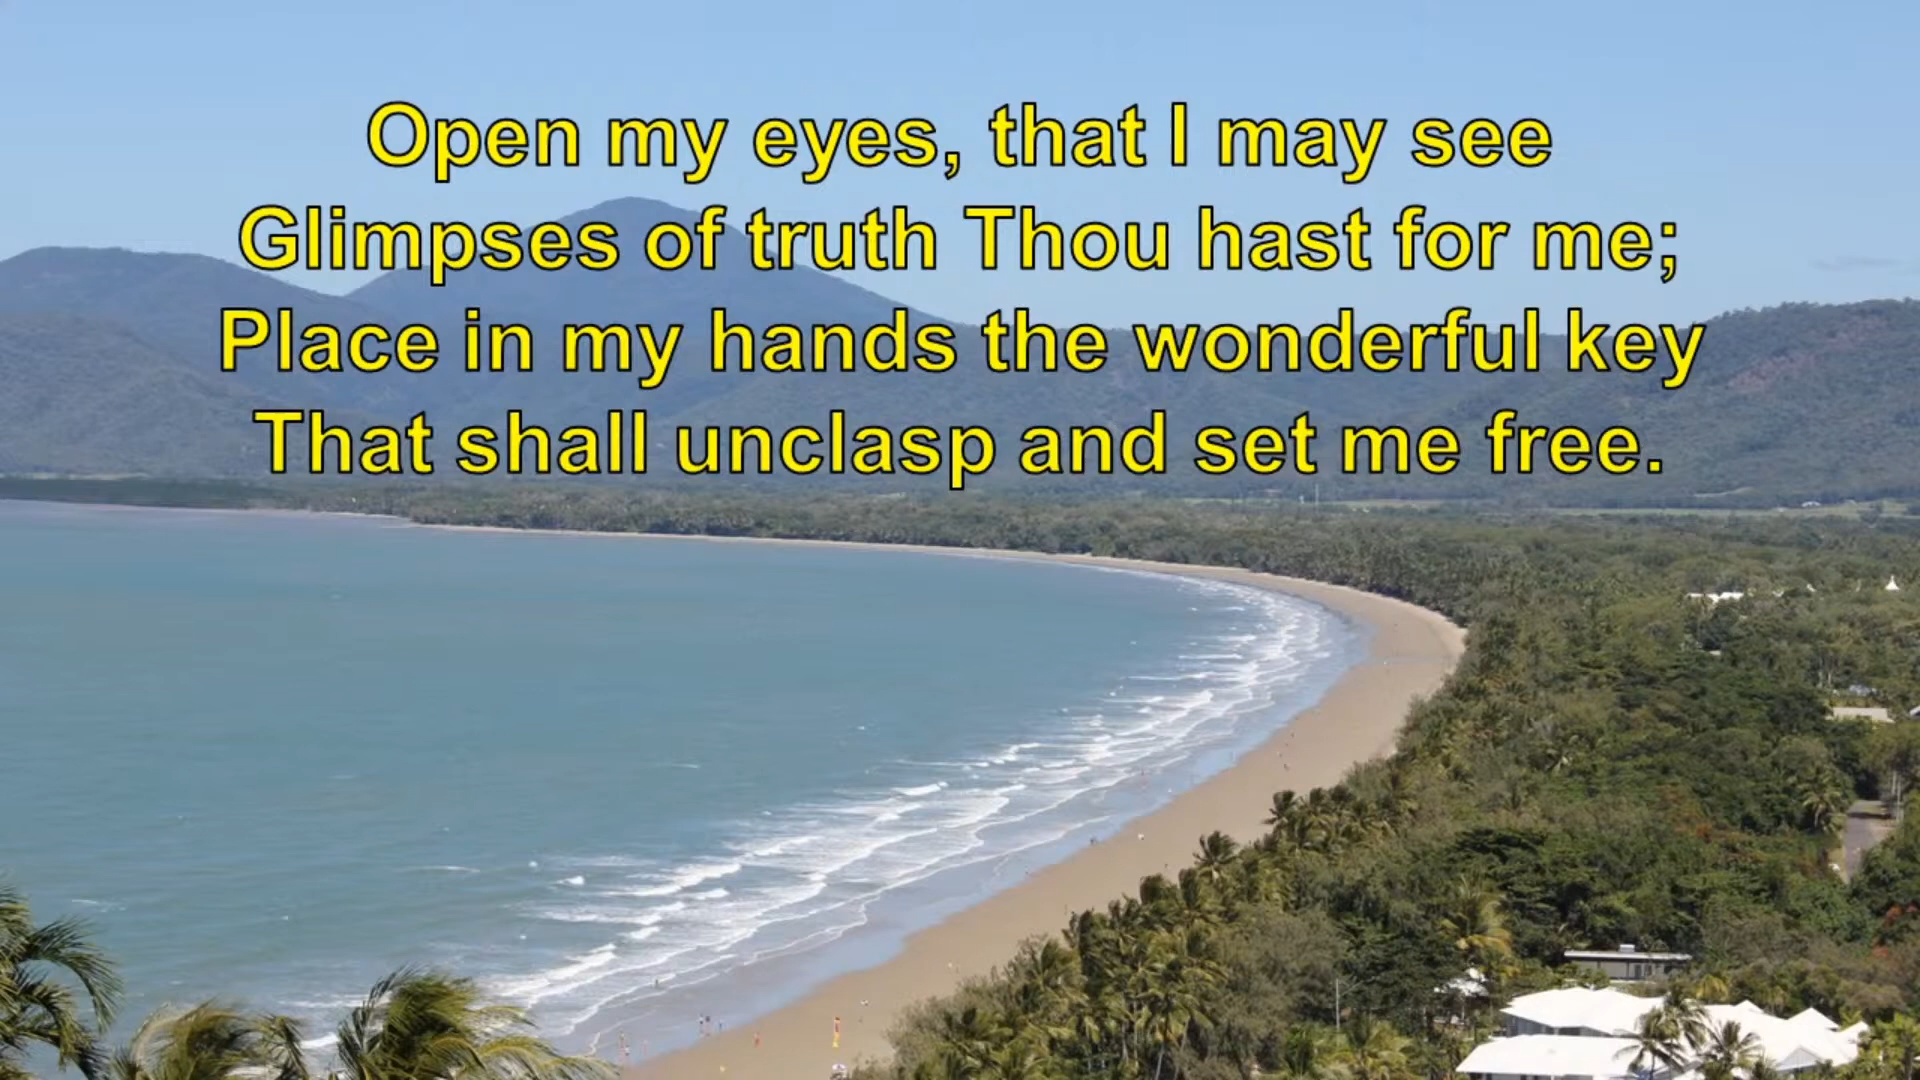 Open my eyes, that I may see
Glimpses of truth Thou hast for me;
Place in my hands the wonderful key
That shall unclasp and set me free.